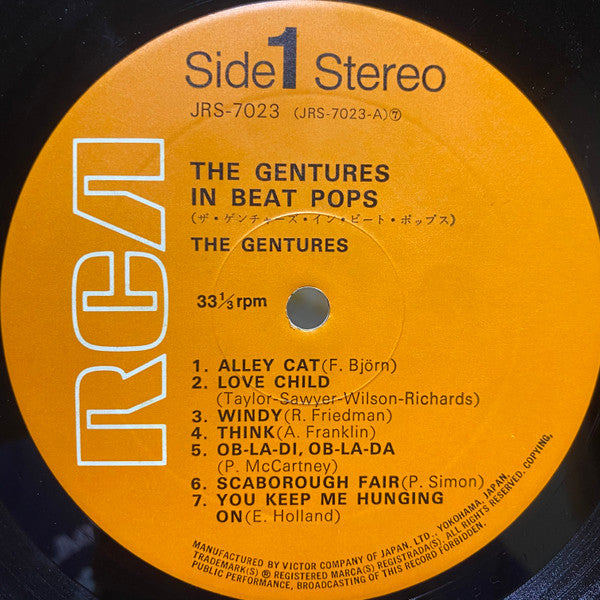 Side 1 Stereo
JRS-7023 (JRS-7023-A)⑦
RCA
THE GENTURES
IN BEAT POPS
(ザ・ゲンチャーズ・イン・ビート・ポップス)
THE GENTURES
33⅓rpm
1. ALLEY CAT(F. Björn)
2. LOVE CHILD
(Taylor-Sawyer-Wilson-Richards)
3. WINDY(R. Friedman)
4. THINK(A. Franklin)
5. OB-LA-DI, OB-LA-DA
(P. McCartney)
6. SCABOROUGH FAIR(P. Simon)
7. YOU KEEP ME HUNGING
ON(E. Holland)
MANUFACTURED BY VICTOR COMPANY OF JAPAN, LTD., YOKOHAMA, JAPAN.
TRADEMARK(S) ® REGISTERED MARCA(S) REGISTRADA(S). ALL RIGHTS RESERVED. COPYING,
PUBLIC PERFORMANCE, BROADCASTING OF THIS RECORD FORBIDDEN.